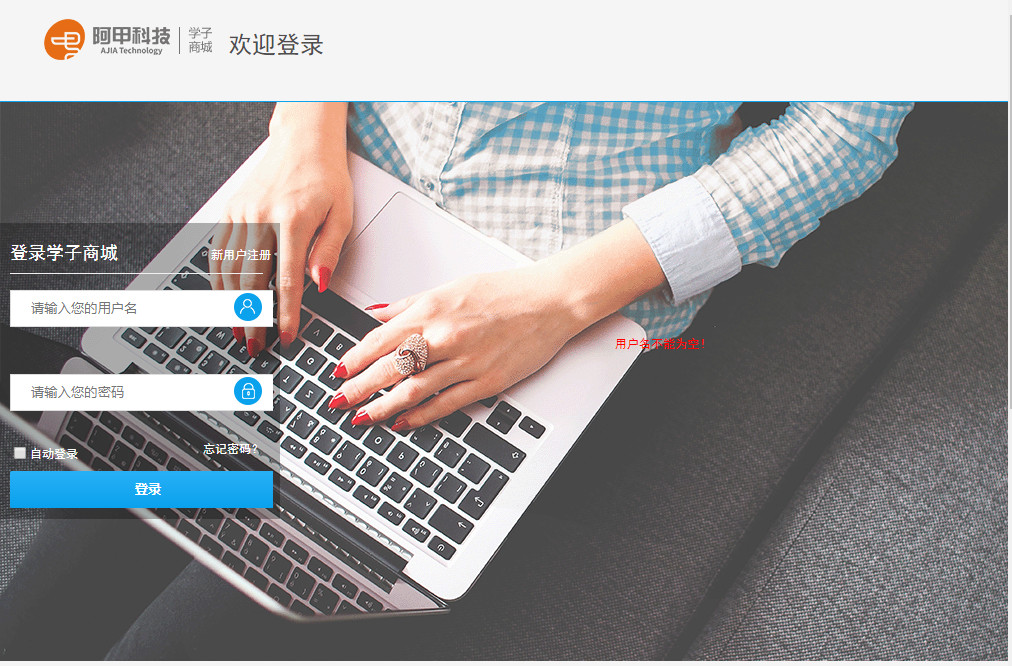 阿甲科技
AJIA Technology
学子
商城
欢迎登录
登录学子商城
新用户注册
请输入您的用户名
用户名不能为空!
请输入您的密码
自动登录
忘记密码?
登录